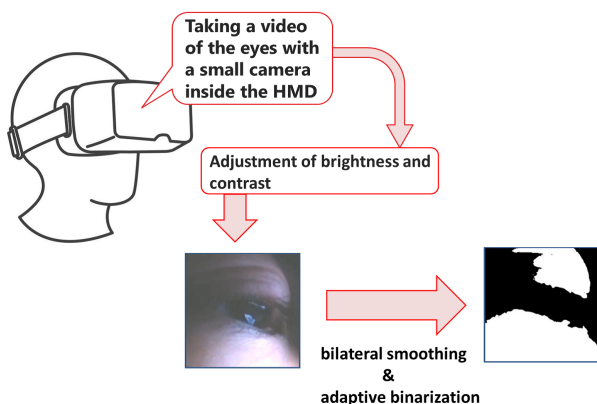 Taking a video
of the eyes with
a small camera
inside the HMD
Adjustment of brightness and
contrast
bilateral smoothing
&
adaptive binarization